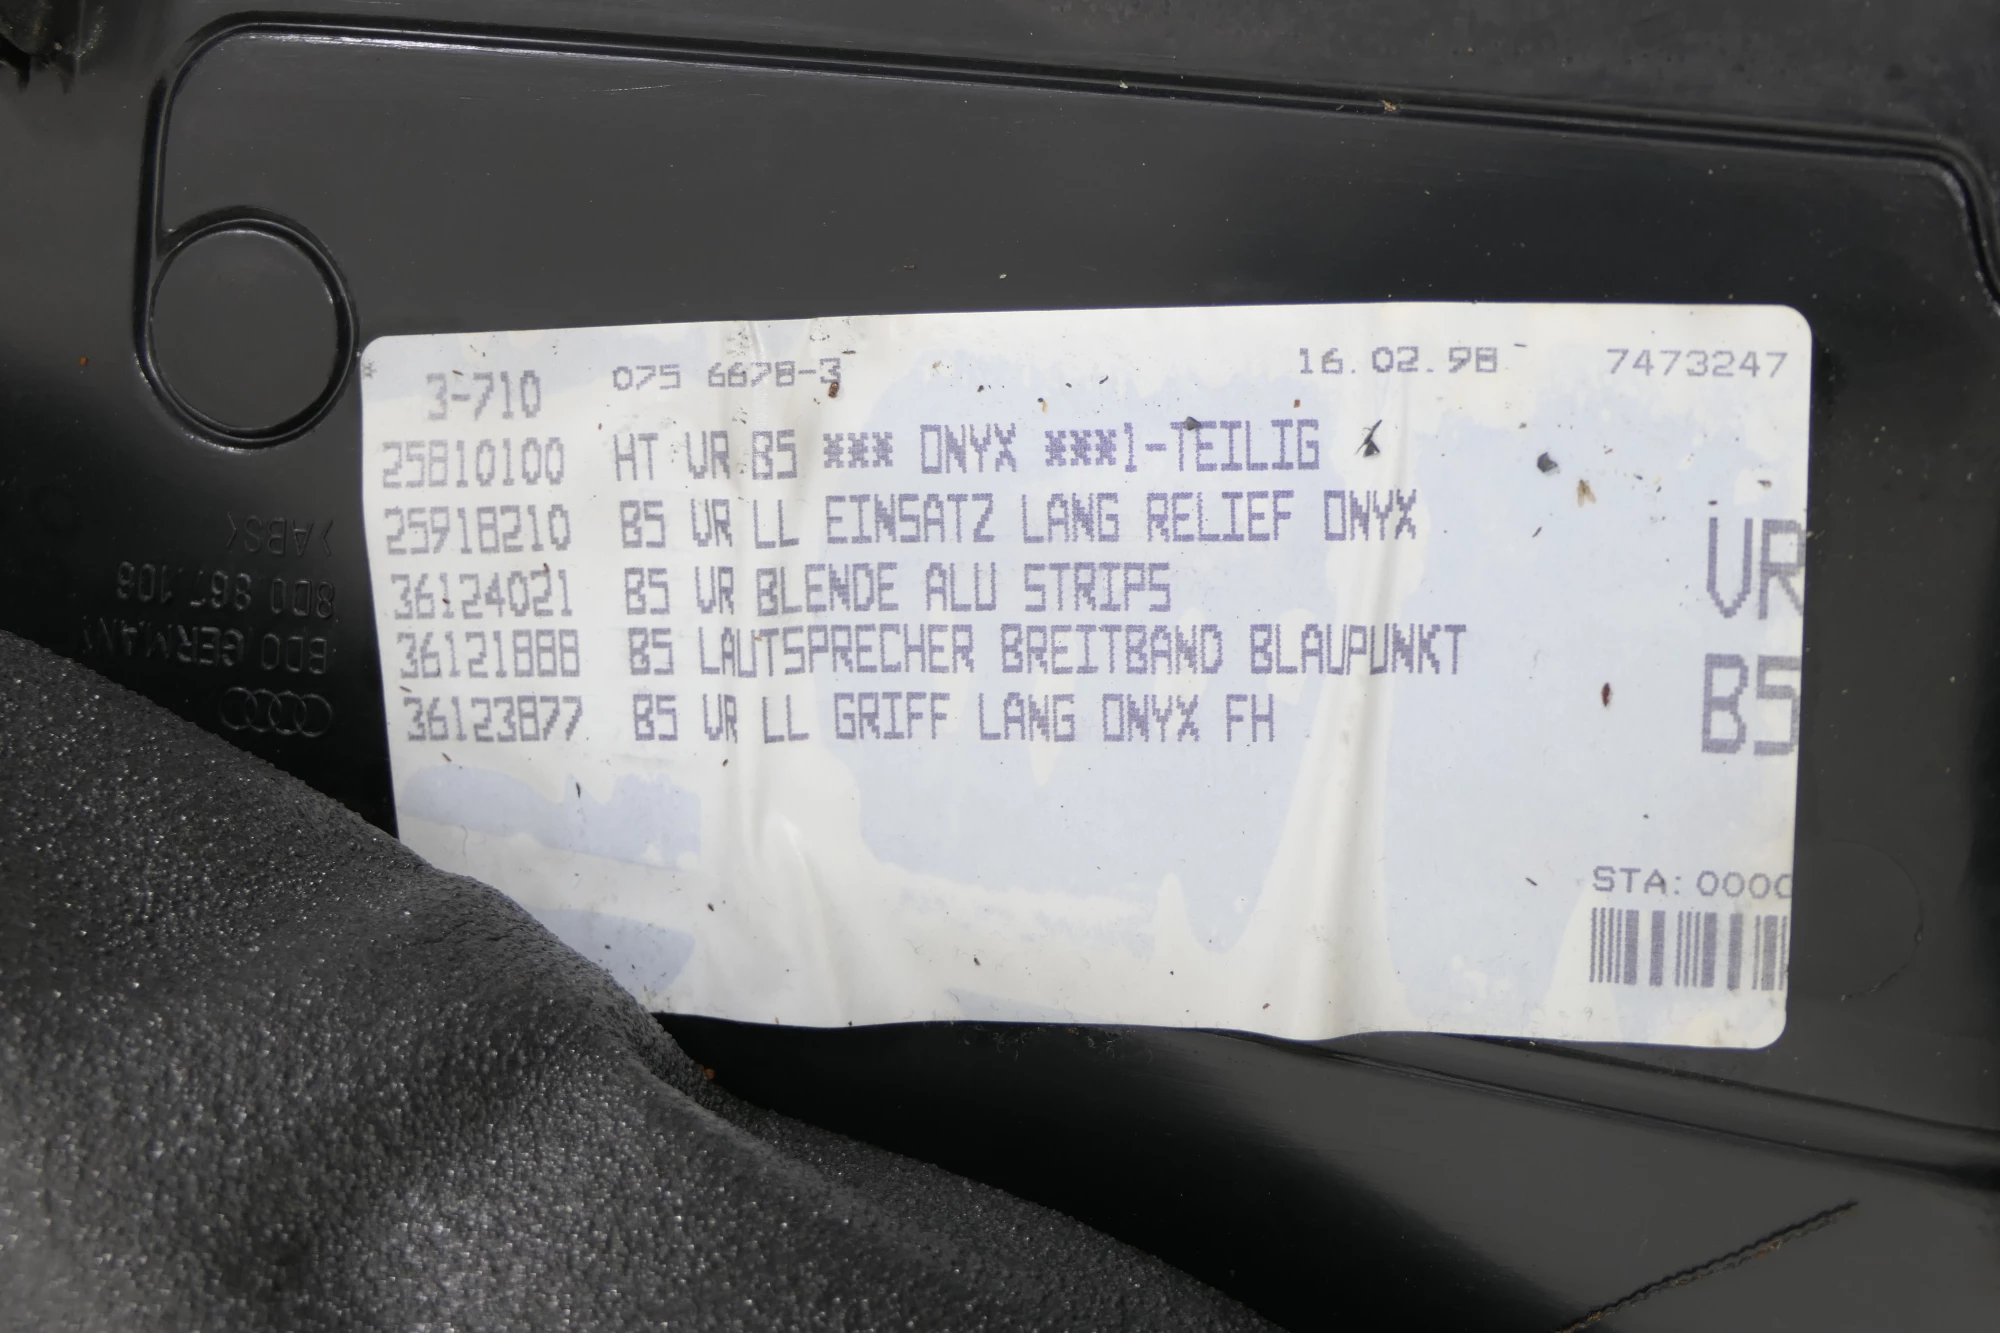 3-710 075 6678-3 16.02.98 7473247
25810100 HT VR B5 *** ONYX ***1-TEILIG
25918210 B5 VR LL EINSATZ LANG RELIEF ONYX
36124021 B5 VR BLENDE ALU STRIPS
36121888 B5 LAUTSPRECHER BREITBAND BLAUPUNKT
36123877 B5 VR LL GRIFF LANG ONYX FH
VR
B5
STA: 0000
GERMANY
8D0 867 106
>ABS<